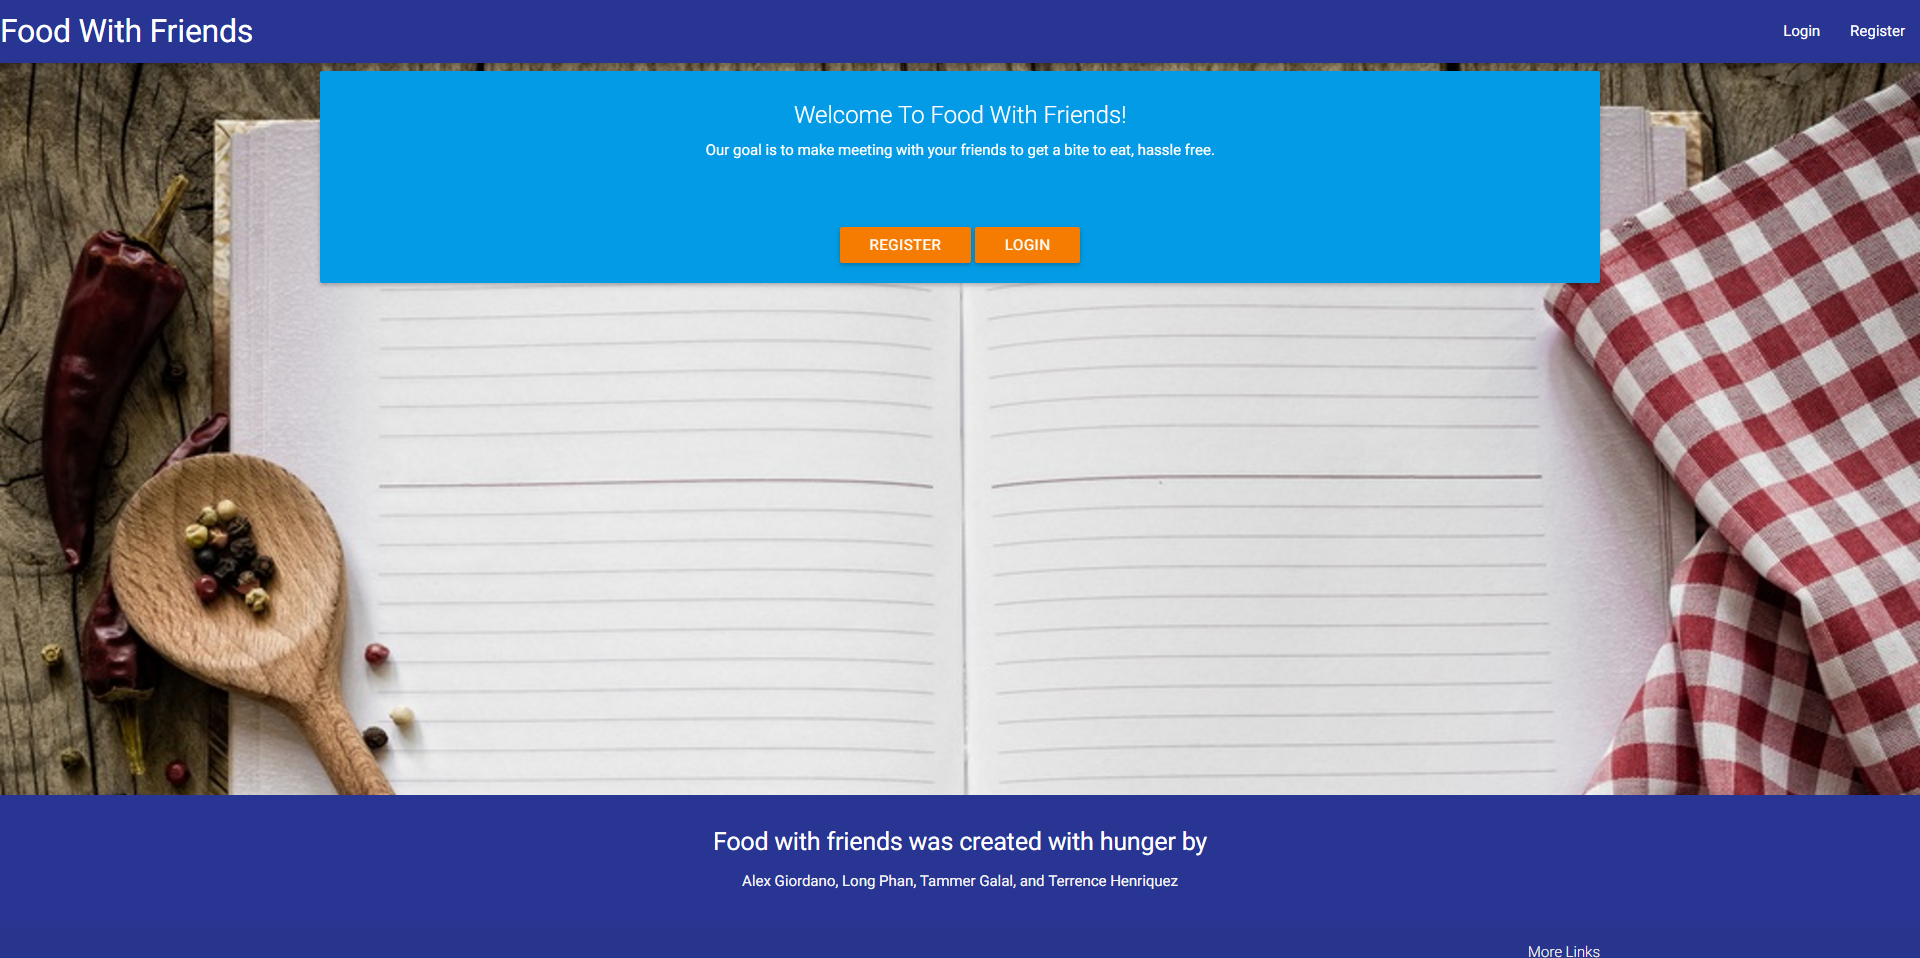 Food With Friends
Login
Register
Welcome To Food With Friends!
Our goal is to make meeting with your friends to get a bite to eat, hassle free.
REGISTER
LOGIN
Food with friends was created with hunger by
Alex Giordano, Long Phan, Tammer Galal, and Terrence Henriquez
More Links